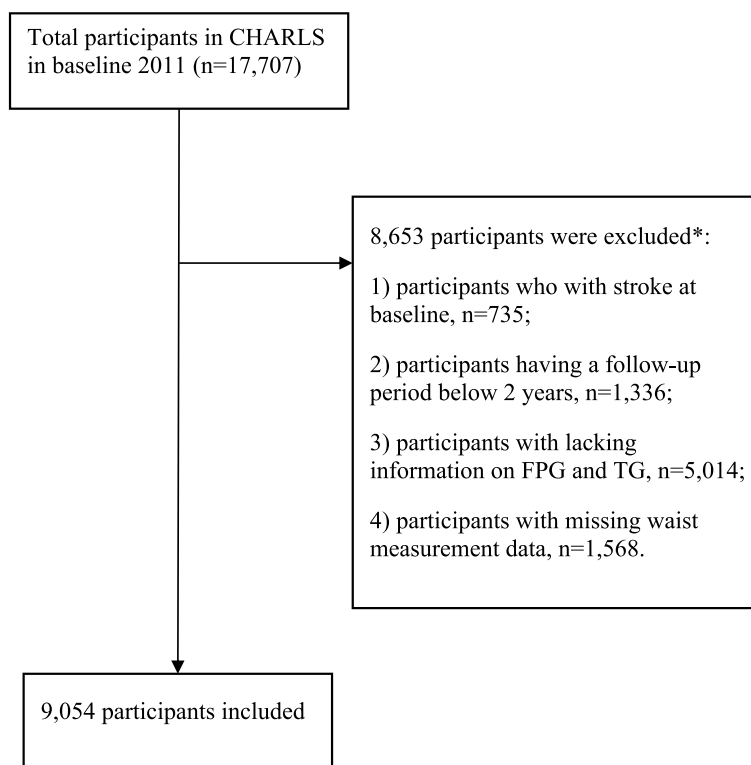 Total participants in CHARLS
in baseline 2011 (n=17,707)
8,653 participants were excluded*:
1) participants who with stroke at
baseline, n=735;
2) participants having a follow-up
period below 2 years, n=1,336;
3) participants with lacking
information on FPG and TG, n=5,014;
4) participants with missing waist
measurement data, n=1,568.
9,054 participants included